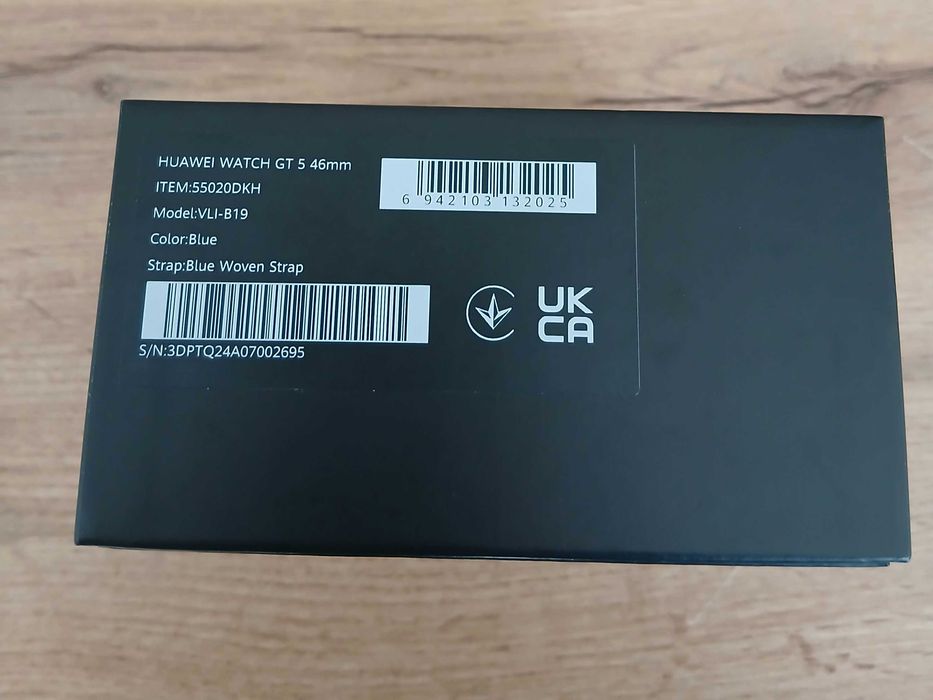 HUAWEI WATCH GT 5 46mm
ITEM:55020DKH
Model:VLI-B19
Color:Blue
Strap:Blue Woven Strap
S/N:3DPTQ24A07002695
6 942103 132025
UK
CA